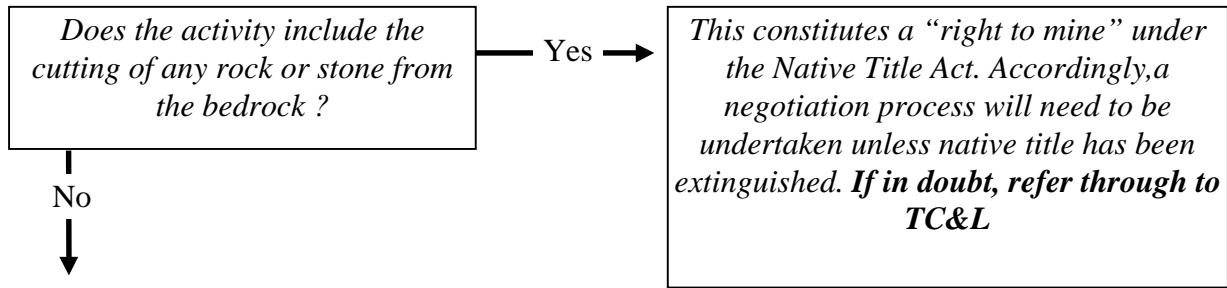 Does the activity include the
cutting of any rock or stone from
the bedrock ?
Yes
This constitutes a “right to mine” under
the Native Title Act. Accordingly,a
negotiation process will need to be
undertaken unless native title has been
extinguished. If in doubt, refer through to
TC&L
No